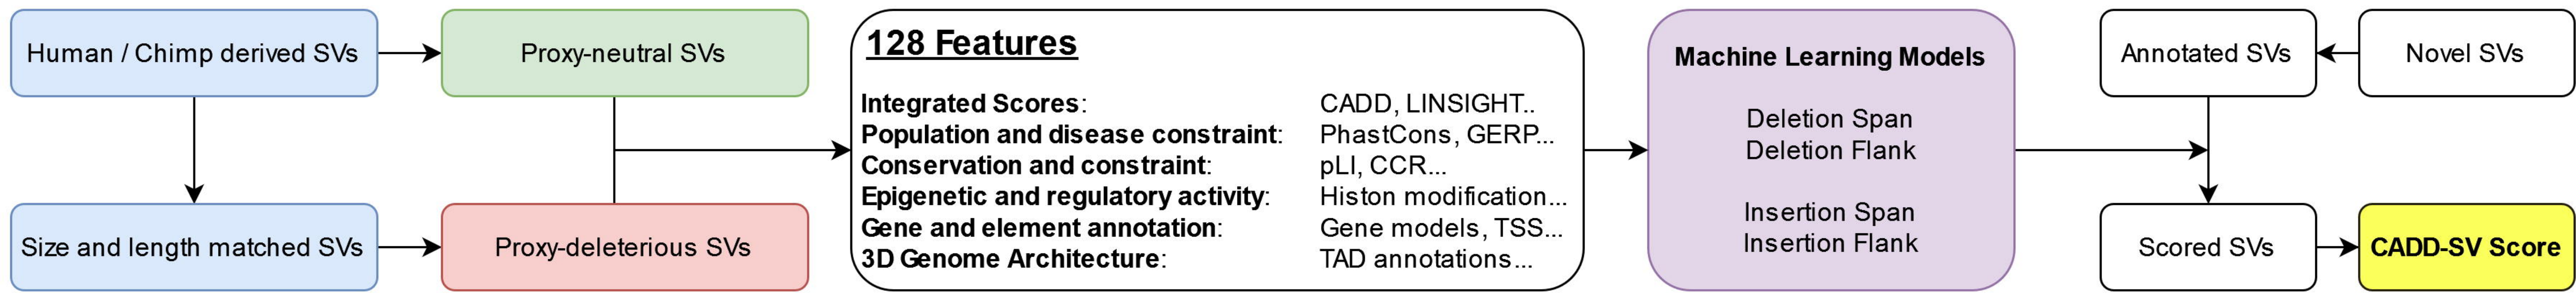 Human / Chimp derived SVs
Size and length matched SVs
Proxy-neutral SVs
Proxy-deleterious SVs
128 Features
Integrated Scores: CADD, LINSIGHT..
Population and disease constraint: PhastCons, GERP...
Conservation and constraint: pLI, CCR...
Epigenetic and regulatory activity: Histon modification...
Gene and element annotation: Gene models, TSS...
3D Genome Architecture: TAD annotations...
Machine Learning Models
Deletion Span
Deletion Flank
Insertion Span
Insertion Flank
Annotated SVs
Novel SVs
Scored SVs
CADD-SV Score